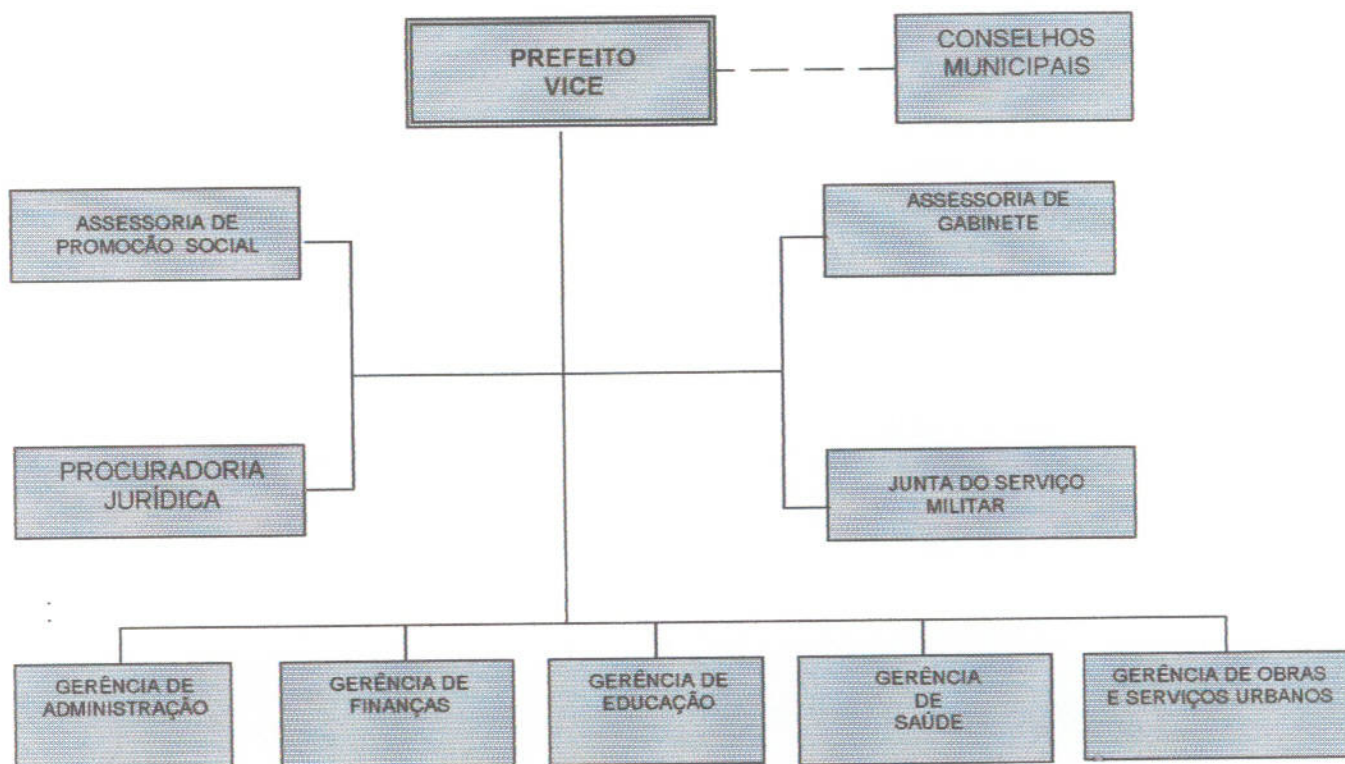 PREFEITO
VICE
CONSELHOS
MUNICIPAIS
ASSESSORIA DE
PROMOÇÃO SOCIAL
ASSESSORIA DE
GABINETE
PROCURADORIA
JURÍDICA
JUNTA DO SERVIÇO
MILITAR
GERÊNCIA DE
ADMINISTRAÇÃO
GERÊNCIA DE
FINANÇAS
GERÊNCIA DE
EDUCAÇÃO
GERÊNCIA
DE
SAÚDE
GERÊNCIA DE OBRAS
E SERVIÇOS URBANOS